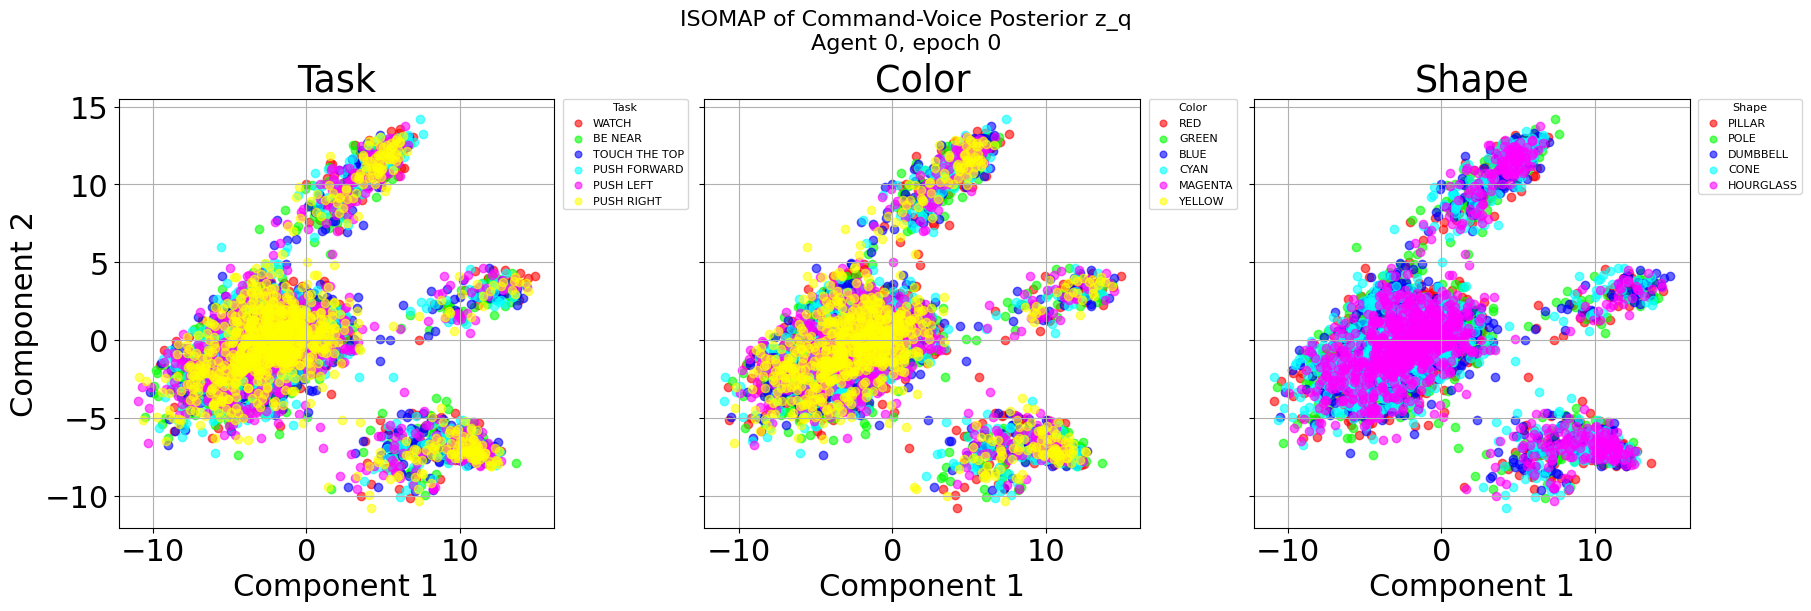 ISOMAP of Command-Voice Posterior z_q
Agent 0, epoch 0
Task
Color
Shape
Component 2
15
10
5
0
−5
−10
−10
0
10
Component 1
Task
WATCH
BE NEAR
TOUCH THE TOP
PUSH FORWARD
PUSH LEFT
PUSH RIGHT
−10
0
10
Component 1
Color
RED
GREEN
BLUE
CYAN
MAGENTA
YELLOW
−10
0
10
Component 1
Shape
PILLAR
POLE
DUMBBELL
CONE
HOURGLASS